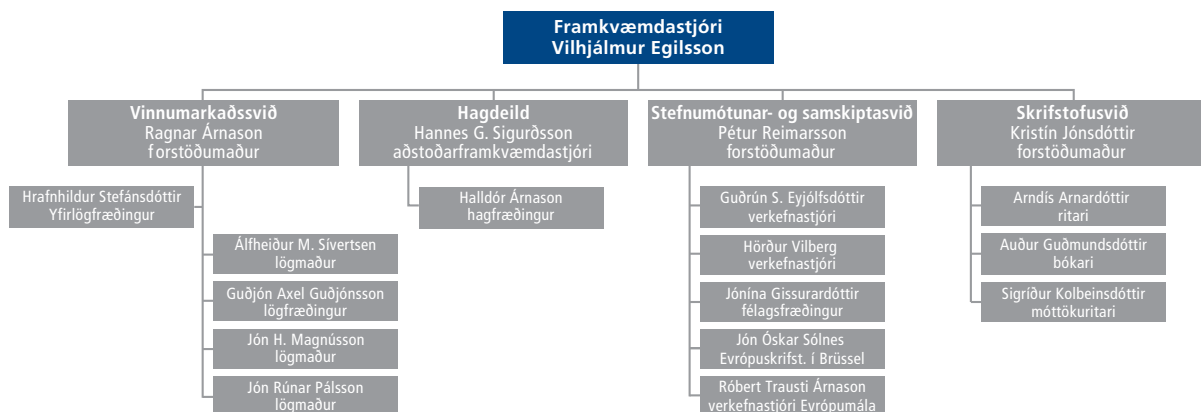 Framkvæmdastjóri
Vilhjálmur Egilsson
Vinnumarkaðssvið
Ragnar Árnason
forstöðumaður
Hagdeild
Hannes G. Sigurðsson
aðstoðarframkvæmdastjóri
Stefnumótunar- og samskiptasvið
Pétur Reimarsson
forstöðumaður
Skrifstofusvið
Kristín Jónsdóttir
forstöðumaður
Hrafnhildur Stefánsdóttir
Yfirlögfræðingur
Álfheiður M. Sívertsen
lögmaður
Guðjón Axel Guðjónsson
lögfræðingur
Jón H. Magnússon
lögmaður
Jón Rúnar Pálsson
lögmaður
Halldór Árnason
hagfræðingur
Guðrún S. Eyjólfsdóttir
verkefnastjóri
Hörður Vilberg
verkefnastjóri
Jónína Gissurardóttir
félagsfræðingur
Jón Óskar Sólnes
Evrópuskrifst. í Brüssel
Róbert Trausti Árnason
verkefnastjóri Evrópumála
Arndís Arnardóttir
ritari
Auður Guðmundsdóttir
bókari
Sigríður Kolbeinsdóttir
móttökuritari